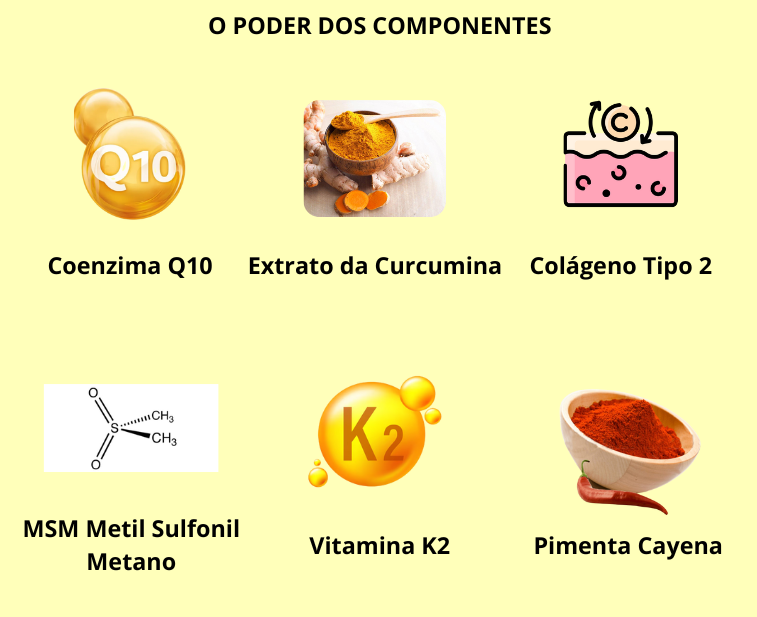 O PODER DOS COMPONENTES
Q10
C
Coenzima Q10
Extrato da Curcumina
Colágeno Tipo 2
O
S
CH3
CH3
O
K2
MSM Metil Sulfonil
Metano
Vitamina K2
Pimenta Cayena